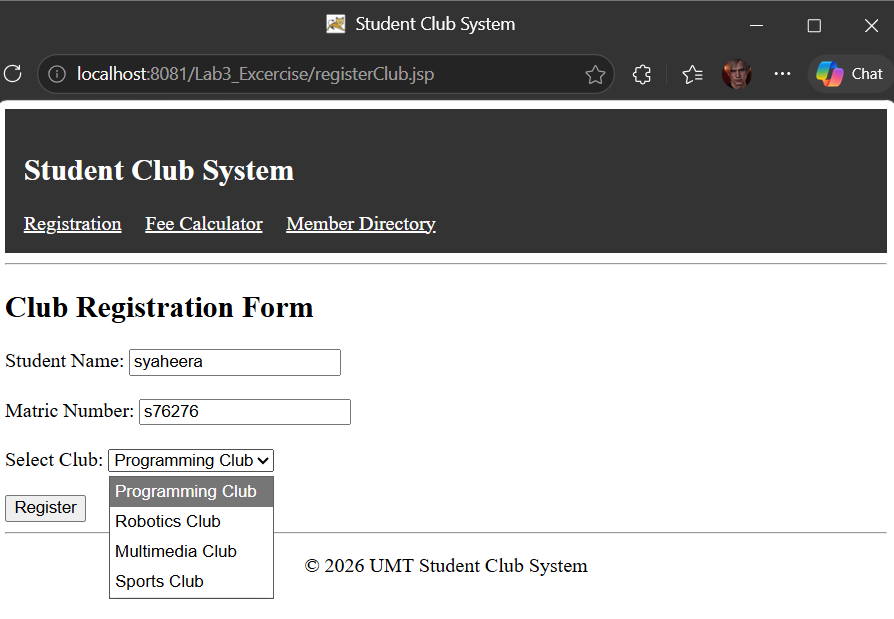 Student Club System
localhost:8081/Lab3_Excercise/registerClub.jsp
Chat
Student Club System
Registration Fee Calculator Member Directory
Club Registration Form
Student Name: syaheera
Matric Number: s76276
Select Club: Programming Club
Programming Club
Robotics Club
Multimedia Club
Sports Club
Register
© 2026 UMT Student Club System